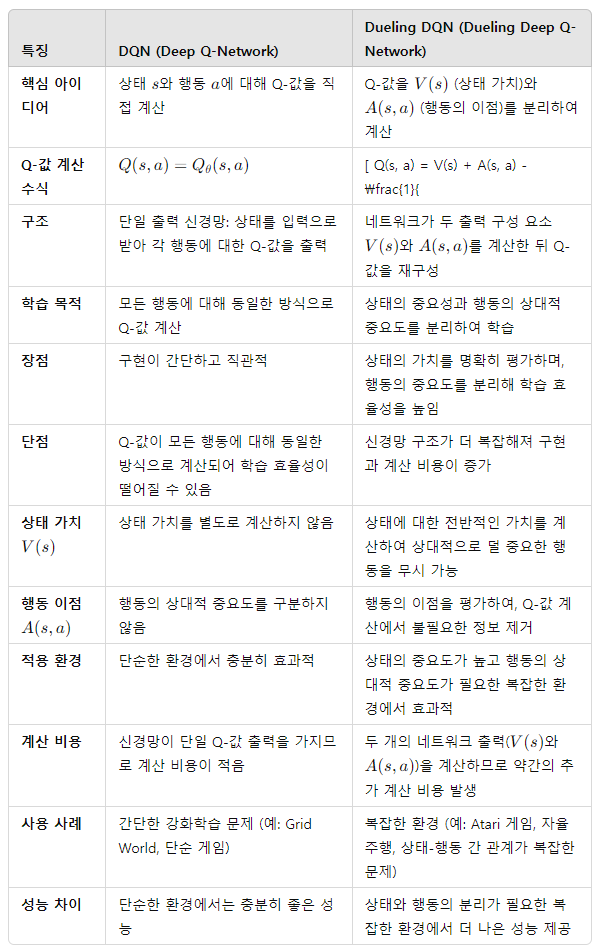 특징
DQN (Deep Q-Network)
Dueling DQN (Dueling Deep Q-
Network)
핵심 아이
디어
상태 s와 행동 a에 대해 Q-값을 직
접 계산
Q-값을 V(s) (상태 가치)와
A(s, a) (행동의 이점)를 분리하여
계산
Q-값 계산
수식
Q(s, a) = Qθ(s, a)
[ Q(s, a) = V(s) + A(s, a) -
₩frac{1}{
구조
단일 출력 신경망: 상태를 입력으로
받아 각 행동에 대한 Q-값을 출력
네트워크가 두 출력 구성 요소
V(s)와 A(s, a)를 계산한 뒤 Q-
값을 재구성
학습 목적
모든 행동에 대해 동일한 방식으로
Q-값 계산
상태의 중요성과 행동의 상대적
중요도를 분리하여 학습
장점
구현이 간단하고 직관적
상태의 가치를 명확히 평가하며,
행동의 중요도를 분리해 학습 효
율성을 높임
단점
Q-값이 모든 행동에 대해 동일한
방식으로 계산되어 학습 효율성이
떨어질 수 있음
신경망 구조가 더 복잡해져 구현
과 계산 비용이 증가
상태 가치
V(s)
상태 가치를 별도로 계산하지 않음
상태에 대한 전반적인 가치를 계
산하여 상대적으로 덜 중요한 행
동을 무시 가능
행동 이점
A(s, a)
행동의 상대적 중요도를 구분하지
않음
행동의 이점을 평가하여, Q-값 계
산에서 불필요한 정보 제거
적용 환경
단순한 환경에서 충분히 효과적
상태의 중요도가 높고 행동의 상
대적 중요도가 필요한 복잡한 환
경에서 효과적
계산 비용
신경망이 단일 Q-값 출력을 가지므
로 계산 비용이 적음
두 개의 네트워크 출력(V(s)와
A(s, a))을 계산하므로 약간의 추
가 계산 비용 발생
사용 사례
간단한 강화학습 문제 (예: Grid
World, 단순 게임)
복잡한 환경 (예: Atari 게임, 자율
주행, 상태-행동 간 관계가 복잡한
문제)
성능 차이
단순한 환경에서는 충분히 좋은 성
능
상태와 행동의 분리가 필요한 복
잡한 환경에서 더 나은 성능 제공